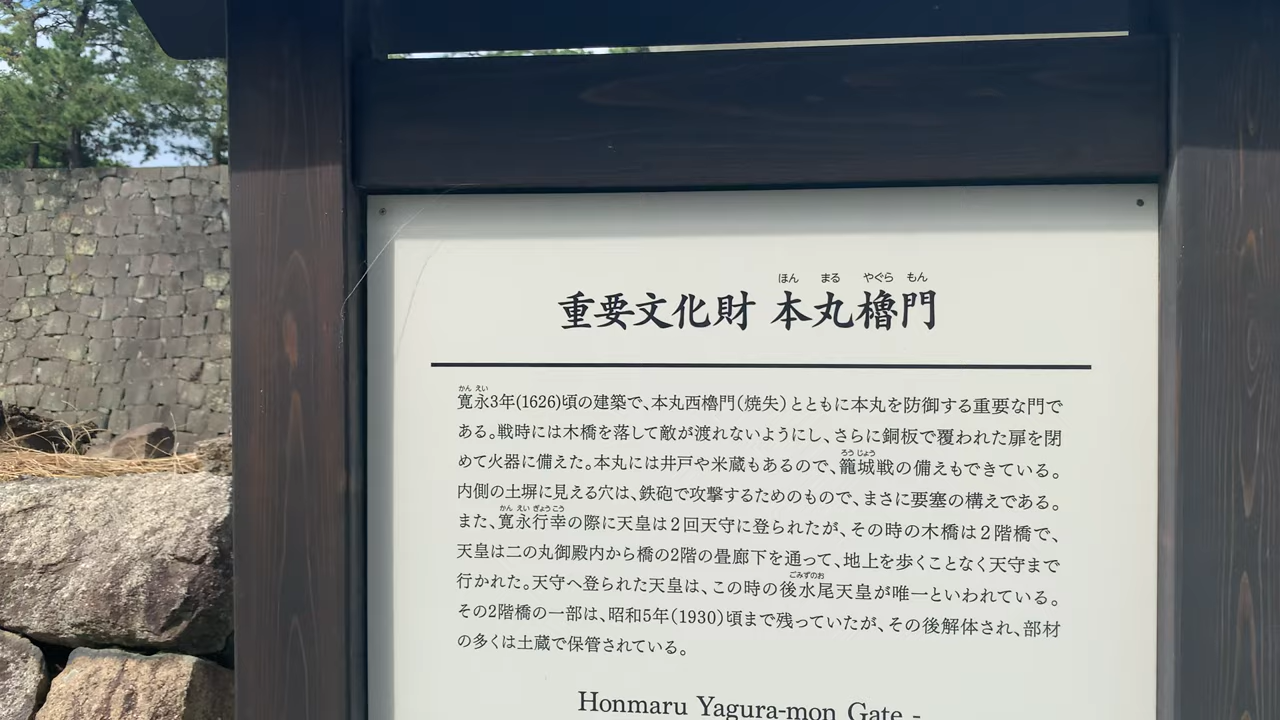 ほん まる やぐら もん
重要文化財 本丸櫓門
かん えい
寛永3年(1626)頃の建築で、本丸西櫓門(焼失)とともに本丸を防御する重要な門で
ある。戦時には木橋を落して敵が渡れないようにし、さらに銅板で覆われた扉を閉
ろう じょう
めて火器に備えた。本丸には井戸や米蔵もあるので、籠城戦の備えもできている。
内側の土塀に見える穴は、鉄砲で攻撃するためのもので、まさに要塞の構えである。
かん えい ぎょう こう
また、寛永行幸の際に天皇は2回天守に登られたが、その時の木橋は2階橋で、
天皇は二の丸御殿内から橋の2階の畳廊下を通って、地上を歩くことなく天守まで
ごみずのお
行かれた。天守へ登られた天皇は、この時の後水尾天皇が唯一といわれている。
その2階橋の一部は、昭和5年(1930)頃まで残っていたが、その後解体され、部材
の多くは土蔵で保管されている。
Honmaru Yagura-mon Gate -